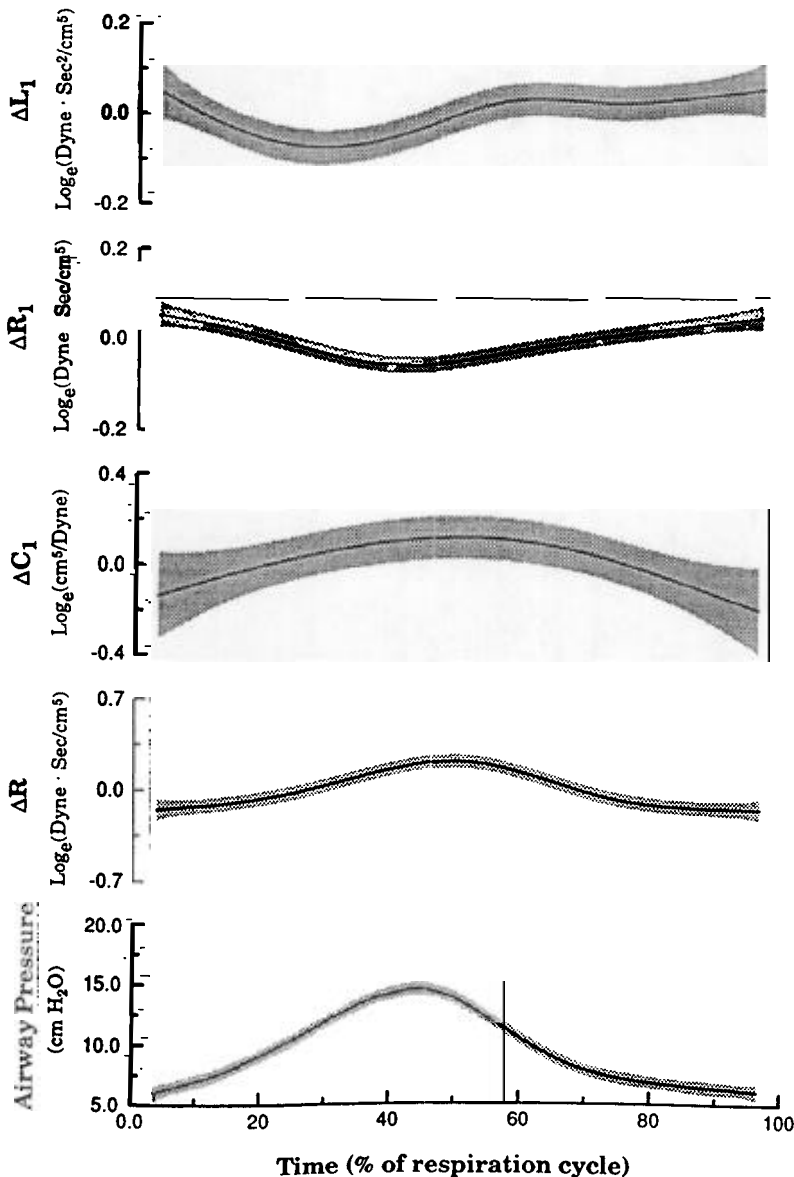 ΔL₁
Logₑ(Dyne · Sec²/cm⁵)
0.2
0.0
-0.2
ΔR₁
Logₑ(Dyne Sec/cm⁵)
0.2
0.0
-0.2
ΔC₁
Logₑ(cm⁵/Dyne)
0.4
0.0
-0.4
ΔR
Logₑ(Dyne · Sec/cm⁵)
0.7
0.0
-0.7
Airway Pressure
(cm H₂O)
20.0
15.0
10.0
5.0
0.0 20 40 60 80 100
Time (% of respiration cycle)